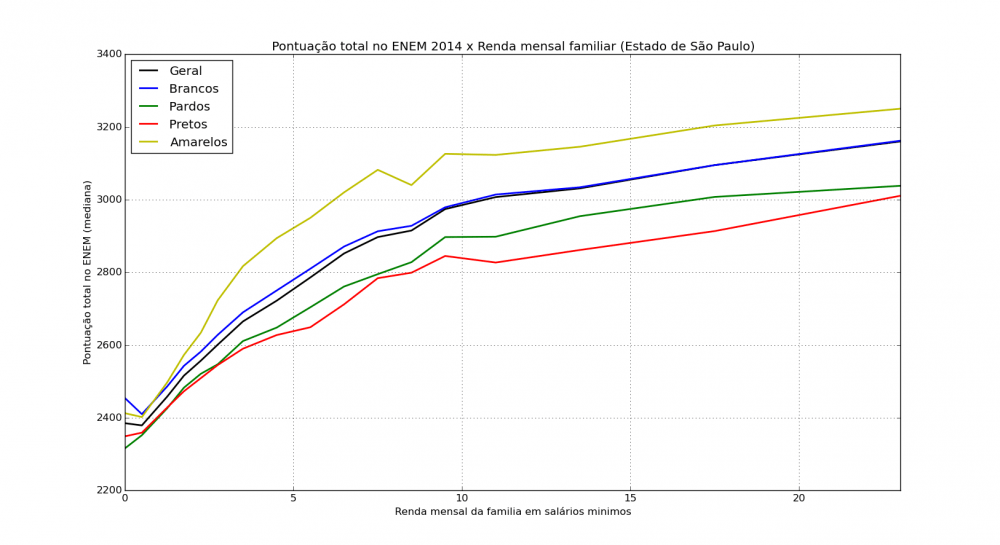 Pontuação total no ENEM 2014 x Renda mensal familiar (Estado de São Paulo)
3400
Geral
Brancos
Pardos
Pretos
Amarelos
3200
3000
2800
2600
2400
2200
Pontuação total no ENEM (mediana)
0 5 10 15 20
Renda mensal da familia em salários minimos